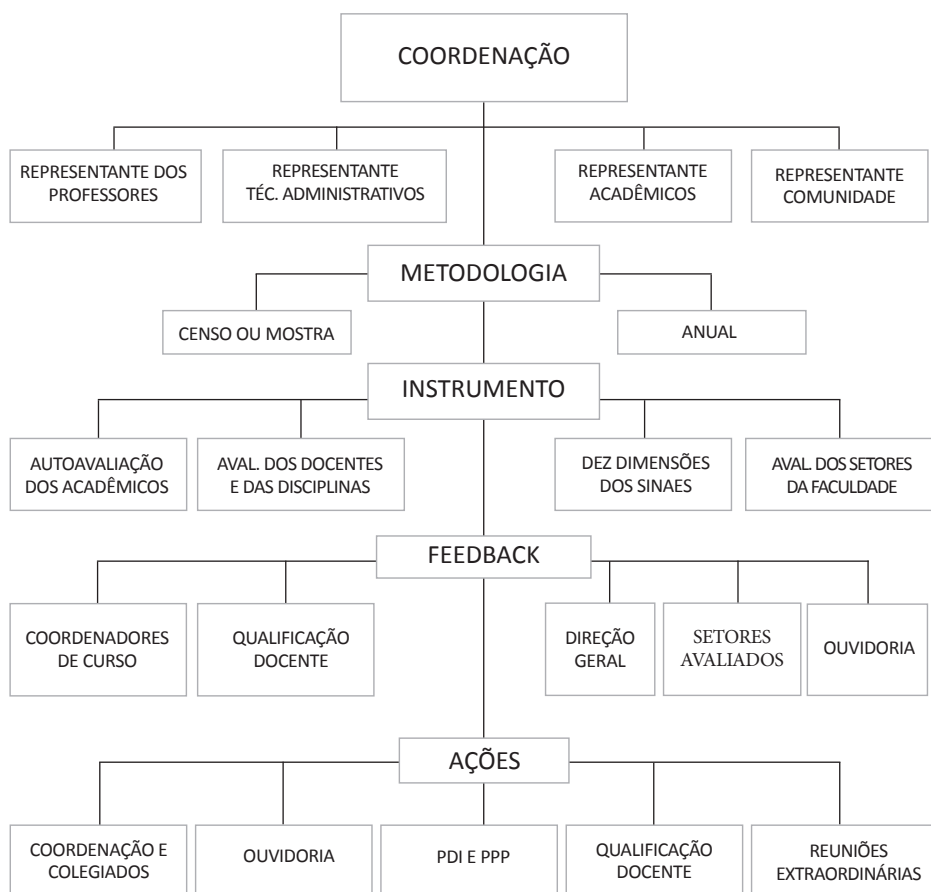 COORDENAÇÃO
REPRESENTANTE DOS
PROFESSORES
REPRESENTANTE
TÉC. ADMINISTRATIVOS
REPRESENTANTE
ACADÊMICOS
REPRESENTANTE
COMUNIDADE
METODOLOGIA
CENSO OU MOSTRA
ANUAL
INSTRUMENTO
AUTOAVALIAÇÃO
DOS ACADÊMICOS
AVAL. DOS DOCENTES
E DAS DISCIPLINAS
DEZ DIMENSÕES
DOS SINAES
AVAL. DOS SETORES
DA FACULDADE
FEEDBACK
COORDENADORES
DE CURSO
QUALIFICAÇÃO
DOCENTE
DIREÇÃO
GERAL
SETORES
AVALIADOS
OUVIDORIA
AÇÕES
COORDENAÇÃO E
COLEGIADOS
OUVIDORIA
PDI E PPP
QUALIFICAÇÃO
DOCENTE
REUNIÕES
EXTRAORDINÁRIAS